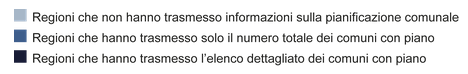 Regioni che non hanno trasmesso informazioni sulla pianificazione comunale
Regioni che hanno trasmesso solo il numero totale dei comuni con piano
Regioni che hanno trasmesso l'elenco dettagliato dei comuni con piano